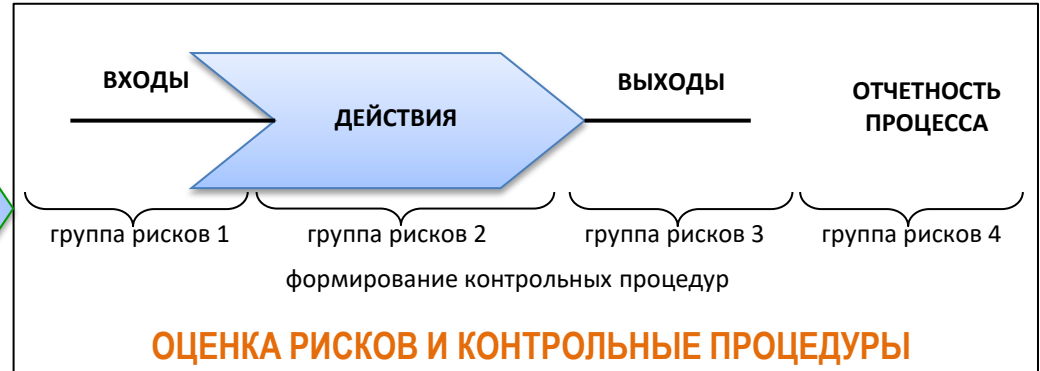 ВХОДЫ
ДЕЙСТВИЯ
ВЫХОДЫ
ОТЧЕТНОСТЬ
ПРОЦЕССА
группа рисков 1
группа рисков 2
группа рисков 3
группа рисков 4
формирование контрольных процедур
ОЦЕНКА РИСКОВ И КОНТРОЛЬНЫЕ ПРОЦЕДУРЫ